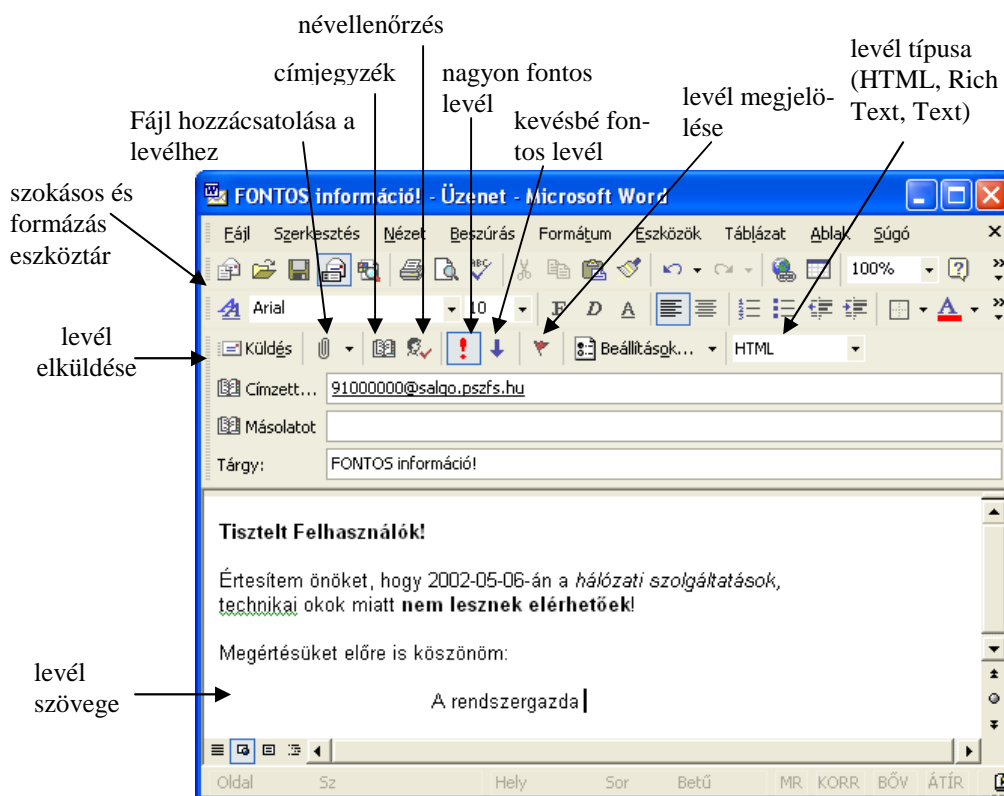 névellenőrzés
címjegyzék
nagyon fontos
levél
levél típusa
(HTML, Rich
Text, Text)
levél megjelö-
lése
Fájl hozzácsatolása a
levélhez
kevésbé fon-
tos levél
szokásos és
formázás
eszköztár
FONTOS információ! - Üzenet - Microsoft Word
Fájl Szerkesztés Nézet Beszúrás Formátum Eszközök Táblázat Ablak Súgó
100%
Arial 10 F D A
levél
elküldése
Küldés Beállítások... HTML
Címzett... 91000000@salgo.pszfs.hu
Másolatot
Tárgy: FONTOS információ!
Tisztelt Felhasználók!
Értesítem önöket, hogy 2002-05-06-án a hálózati szolgáltatások,
technikai okok miatt nem lesznek elérhetőek!
Megértésüket előre is köszönöm:
levél
szövege
A rendszergazda
Oldal Sz Hely Sor Betű MR KORR BŐV ÁTÍR